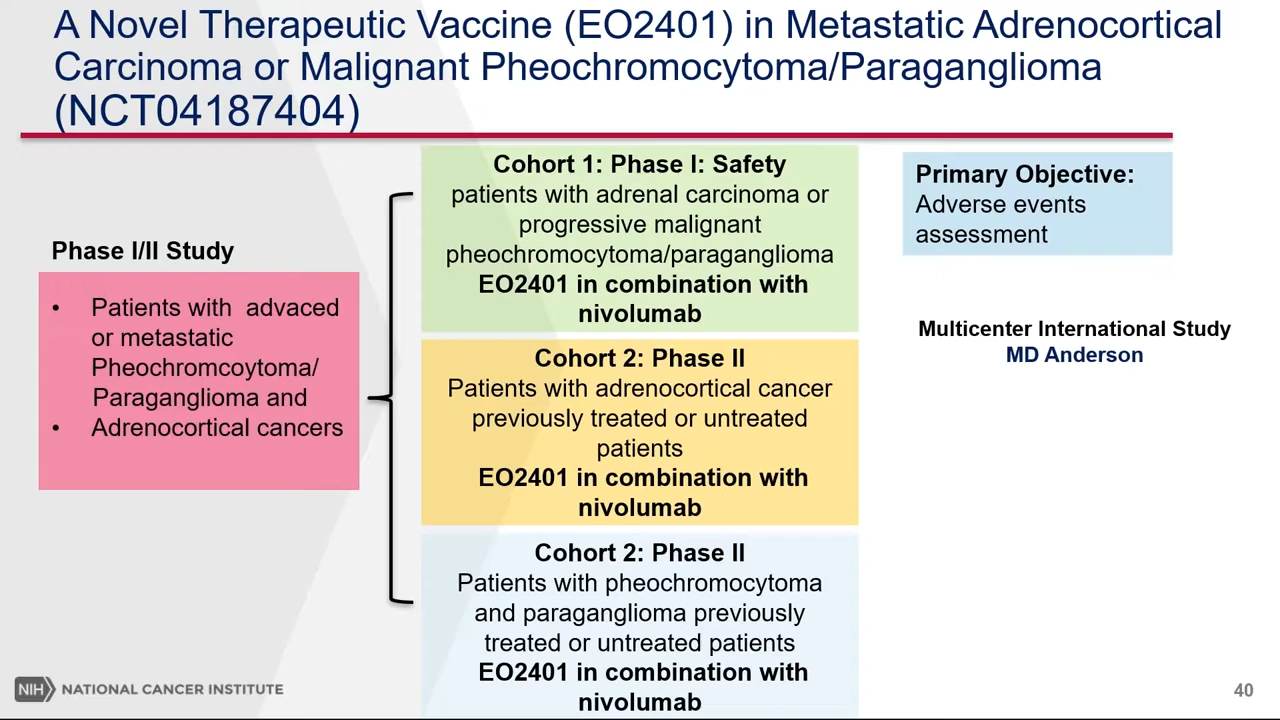 A Novel Therapeutic Vaccine (EO2401) in Metastatic Adrenocortical
Carcinoma or Malignant Pheochromocytoma/Paraganglioma
(NCT04187404)
Phase I/II Study
• Patients with advaced
or metastatic
Pheochromcoytoma/
Paraganglioma and
• Adrenocortical cancers
Cohort 1: Phase I: Safety
patients with adrenal carcinoma or
progressive malignant
pheochromocytoma/paraganglioma
EO2401 in combination with
nivolumab
Cohort 2: Phase II
Patients with adrenocortical cancer
previously treated or untreated
patients
EO2401 in combination with
nivolumab
Cohort 2: Phase II
Patients with pheochromocytoma
and paraganglioma previously
treated or untreated patients
EO2401 in combination with
nivolumab
Primary Objective:
Adverse events
assessment
Multicenter International Study
MD Anderson
NIH NATIONAL CANCER INSTITUTE
40